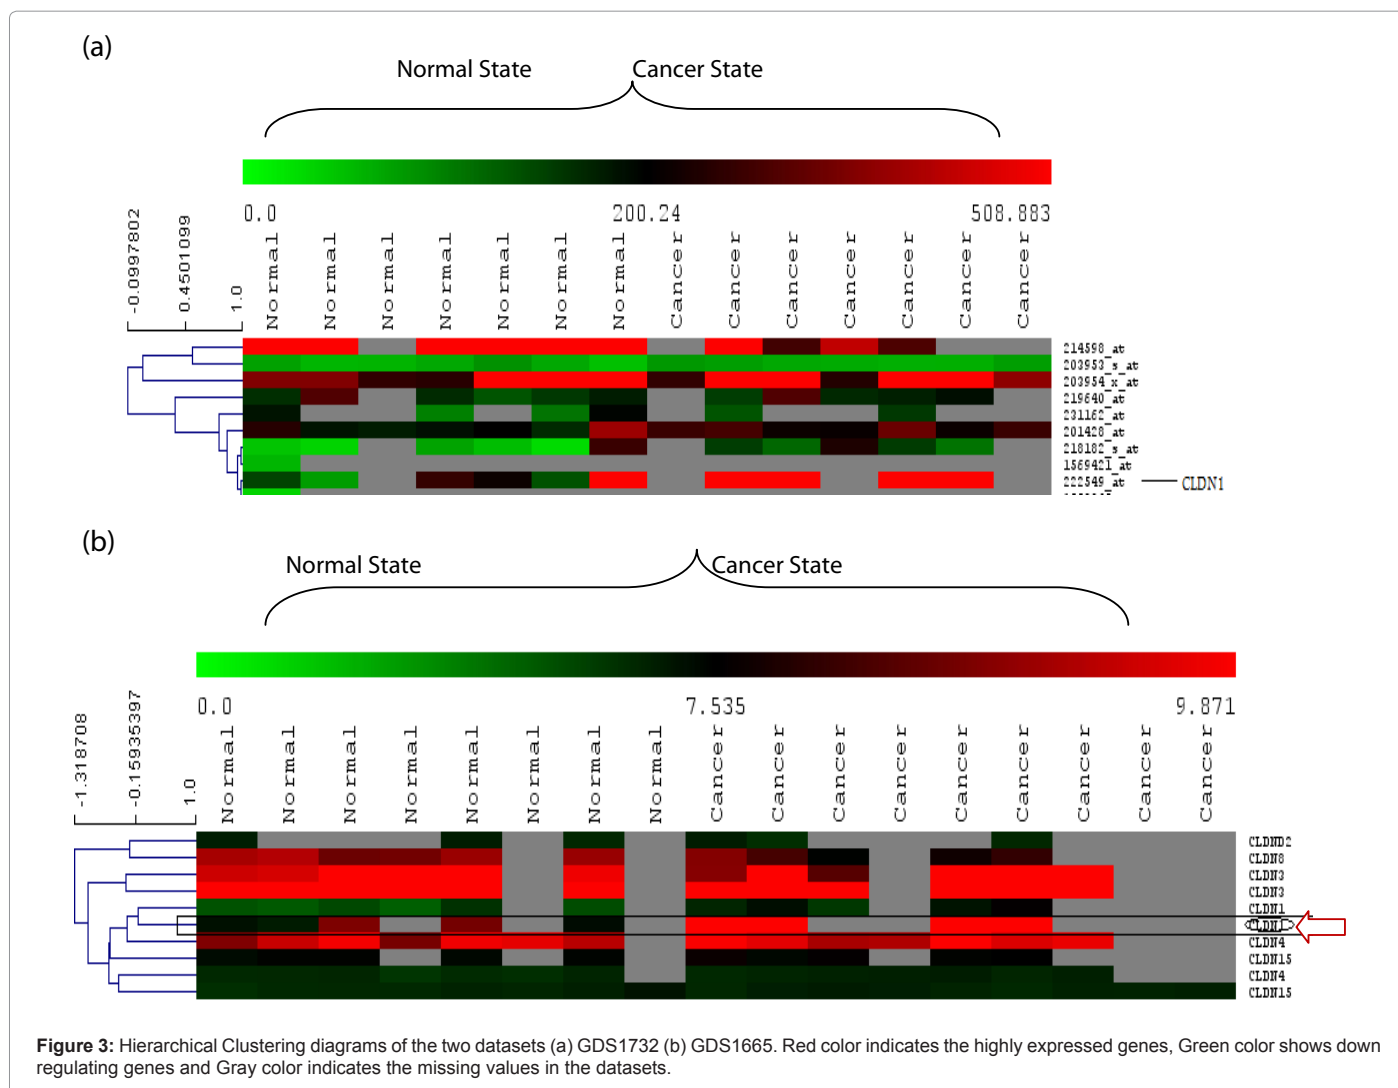 (a)
Normal State
Cancer State
0.0
200.24
508.883
-0.0997802
0.4501099
1.0
Normal
Normal
Normal
Normal
Normal
Normal
Normal
Cancer
Cancer
Cancer
Cancer
Cancer
Cancer
Cancer
214598_at
203953_s_at
203954_x_at
219640_at
231162_at
201428_at
218182_s_at
1569421_at
222549_at
CLDN1
(b)
Normal State
Cancer State
0.0
7.535
9.871
-1.318708
-0.15935397
1.0
Normal
Normal
Normal
Normal
Normal
Normal
Normal
Normal
Cancer
Cancer
Cancer
Cancer
Cancer
Cancer
Cancer
Cancer
Cancer
CLDND2
CLDN8
CLDN3
CLDN3
CLDN1
CLDN1
CLDN4
CLDN15
CLDN4
CLDN15
Figure 3: Hierarchical Clustering diagrams of the two datasets (a) GDS1732 (b) GDS1665. Red color indicates the highly expressed genes, Green color shows down
regulating genes and Gray color indicates the missing values in the datasets.